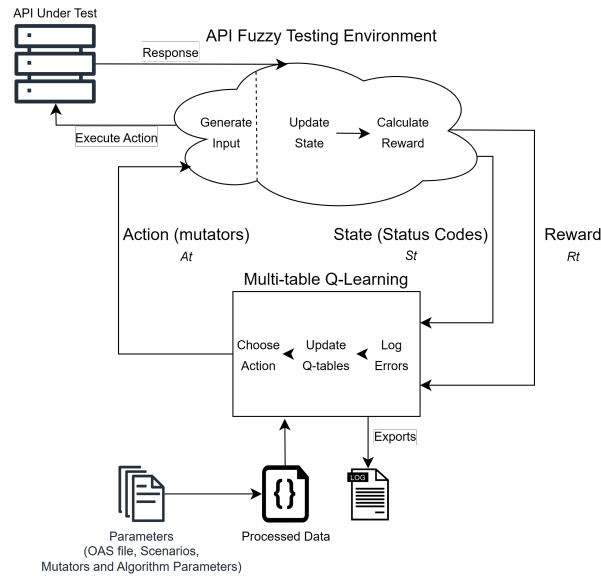 API Under Test
API Fuzzy Testing Environment
Response
Generate
Input
Update
State
Calculate
Reward
Execute Action
Action (mutators)
At
State (Status Codes)
St
Reward
Rt
Multi-table Q-Learning
Choose
Action
Update
Q-tables
Log
Errors
Exports
{}
LOG
Parameters
(OAS file, Scenarios,
Mutators and Algorithm Parameters)
Processed Data